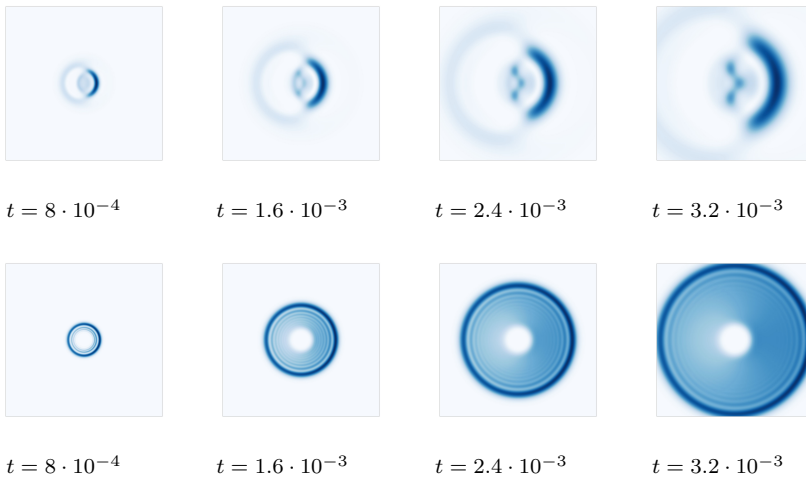 t = 8 · 10⁻⁴ t = 1.6 · 10⁻³ t = 2.4 · 10⁻³ t = 3.2 · 10⁻³
t = 8 · 10⁻⁴ t = 1.6 · 10⁻³ t = 2.4 · 10⁻³ t = 3.2 · 10⁻³